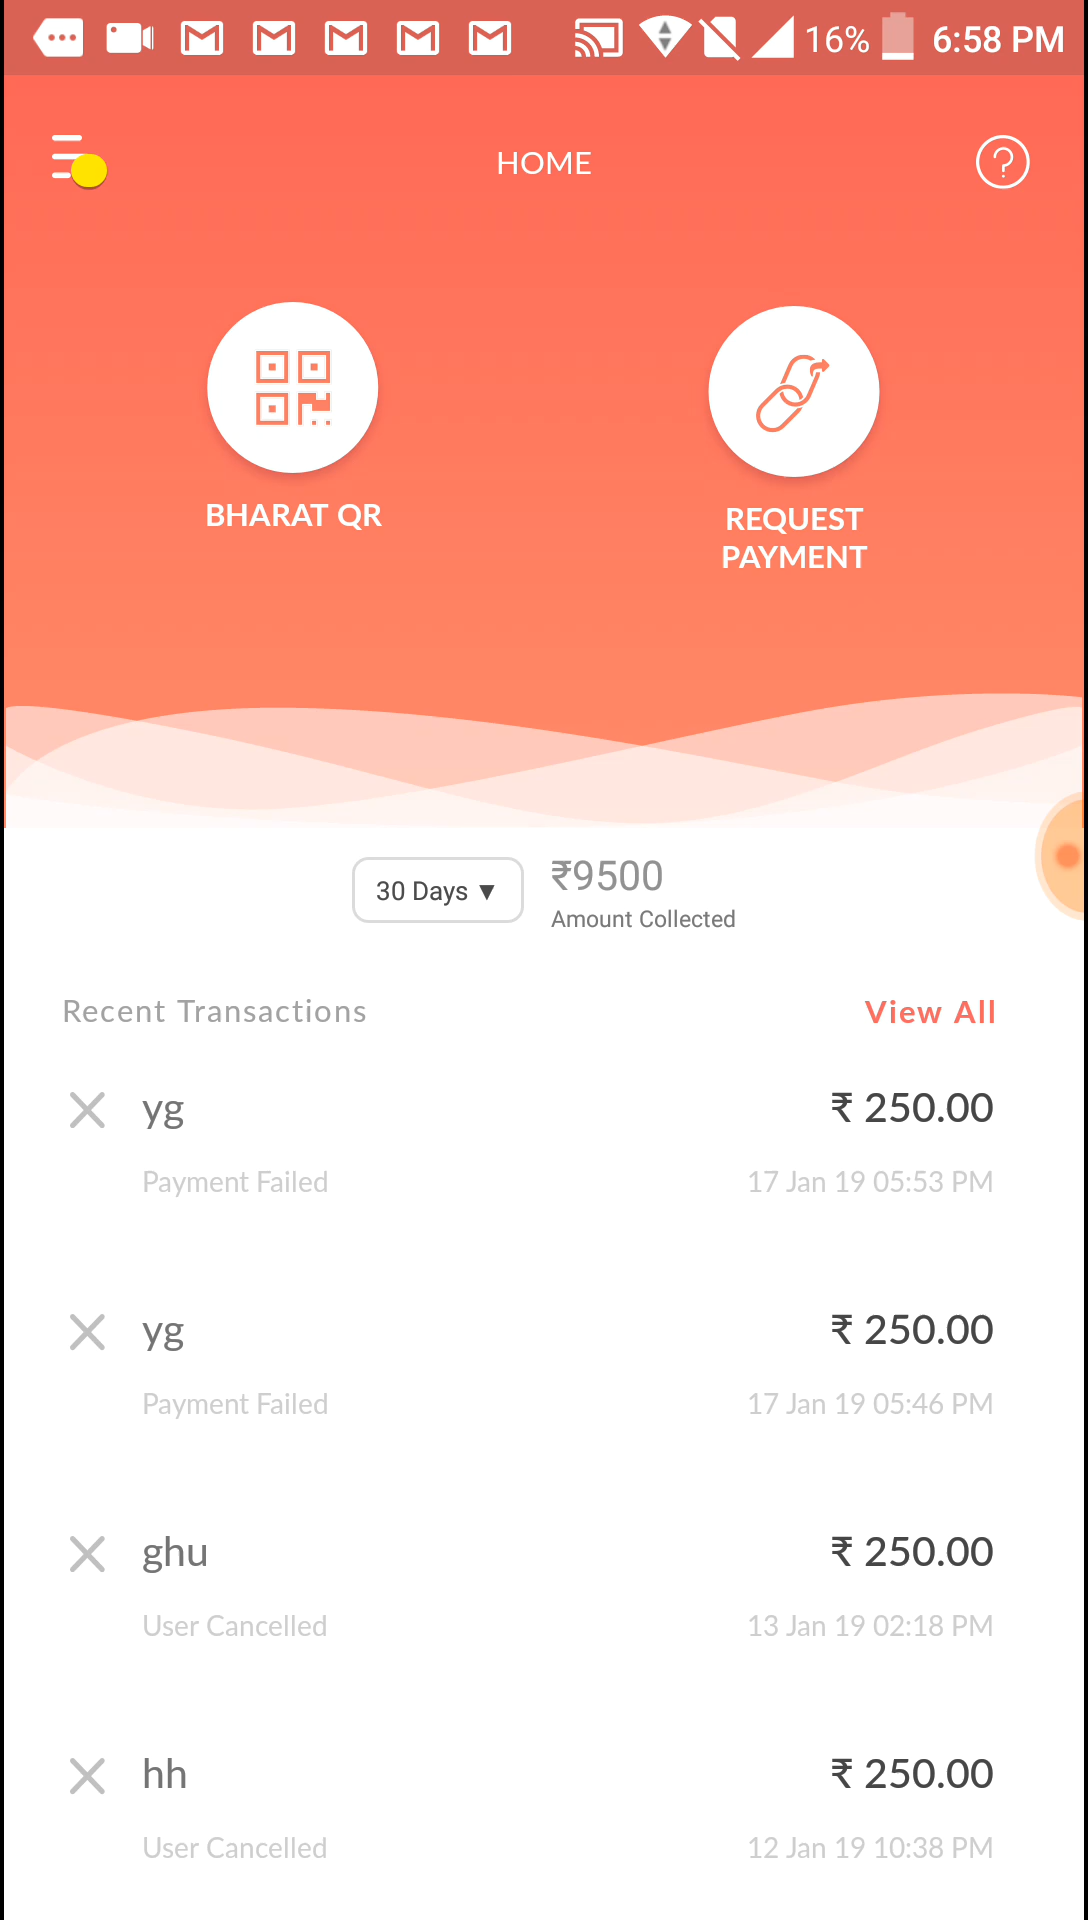 16% 6:58 PM
HOME
BHARAT QR
REQUEST
PAYMENT
30 Days ▼
₹9500
Amount Collected
Recent Transactions
View All
yg
₹ 250.00
Payment Failed
17 Jan 19 05:53 PM
yg
₹ 250.00
Payment Failed
17 Jan 19 05:46 PM
ghu
₹ 250.00
User Cancelled
13 Jan 19 02:18 PM
hh
₹ 250.00
User Cancelled
12 Jan 19 10:38 PM